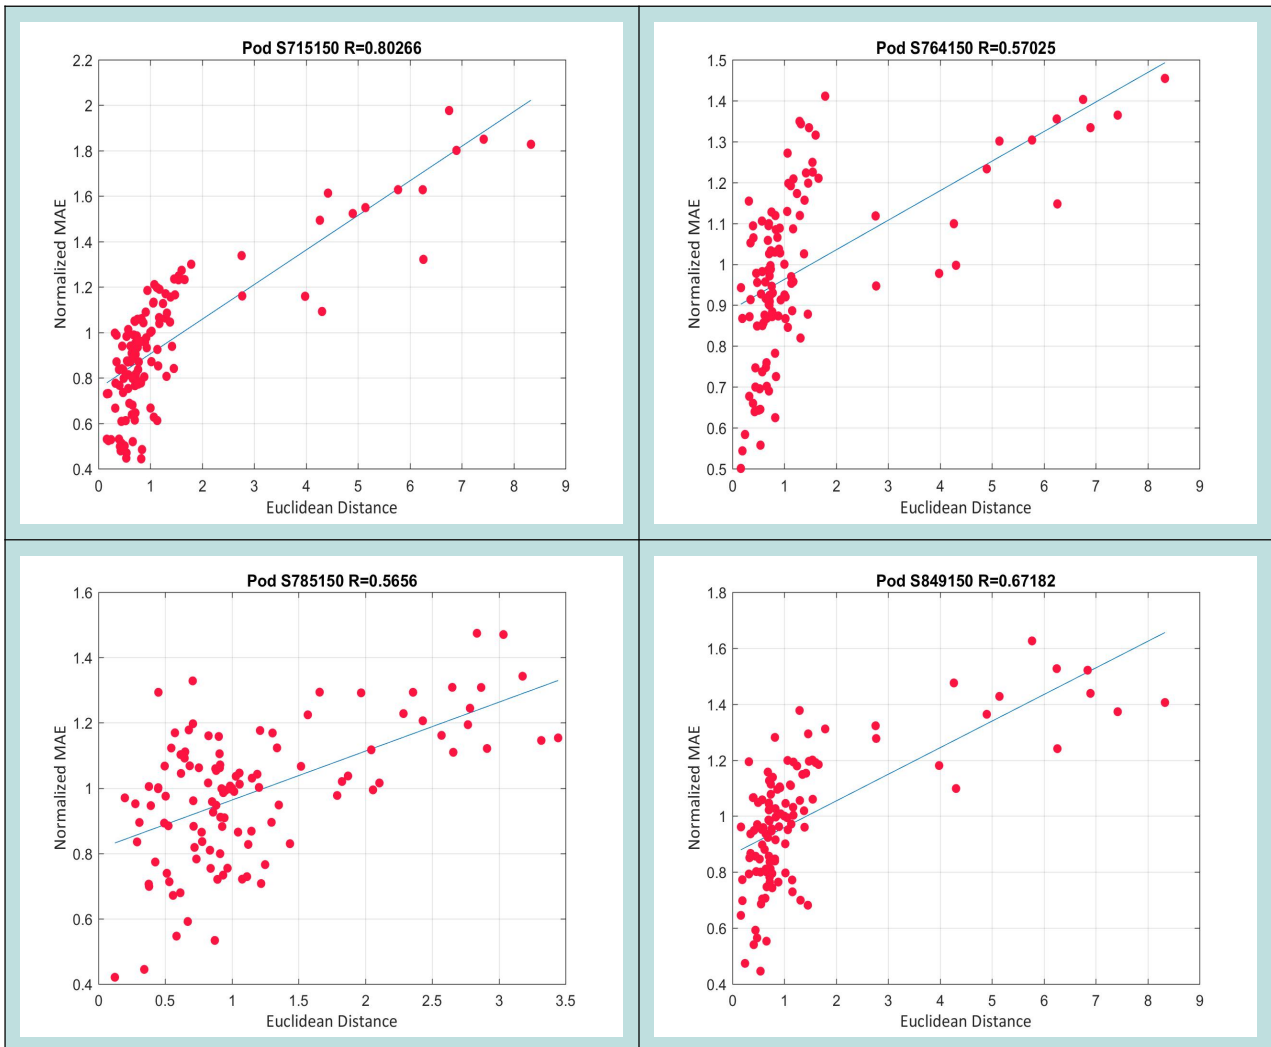 Pod S715150 R=0.80266
2.2
2
1.8
1.6
1.4
1.2
1
0.8
0.6
0.4
Normalized MAE
0 1 2 3 4 5 6 7 8 9
Euclidean Distance
Pod S764150 R=0.57025
1.5
1.4
1.3
1.2
1.1
1
0.9
0.8
0.7
0.6
0.5
Normalized MAE
0 1 2 3 4 5 6 7 8 9
Euclidean Distance
Pod S785150 R=0.5656
1.6
1.4
1.2
1
0.8
0.6
0.4
Normalized MAE
0 0.5 1 1.5 2 2.5 3 3.5
Euclidean Distance
Pod S849150 R=0.67182
1.8
1.6
1.4
1.2
1
0.8
0.6
0.4
Normalized MAE
0 1 2 3 4 5 6 7 8 9
Euclidean Distance